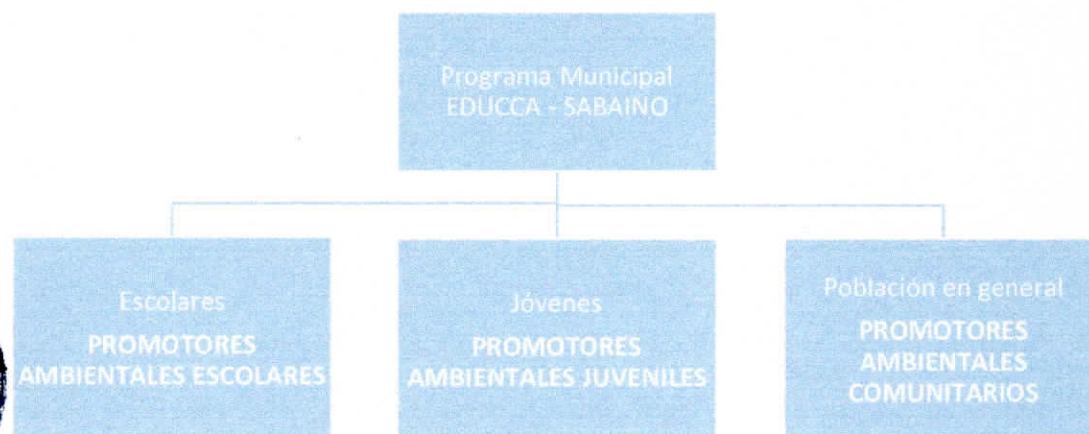 Programa Municipal
EDUCCA - SABAINO
Escolares
PROMOTORES
AMBIENTALES ESCOLARES
Jóvenes
PROMOTORES
AMBIENTALES JUVENILES
Población en general
PROMOTORES
AMBIENTALES
COMUNITARIOS